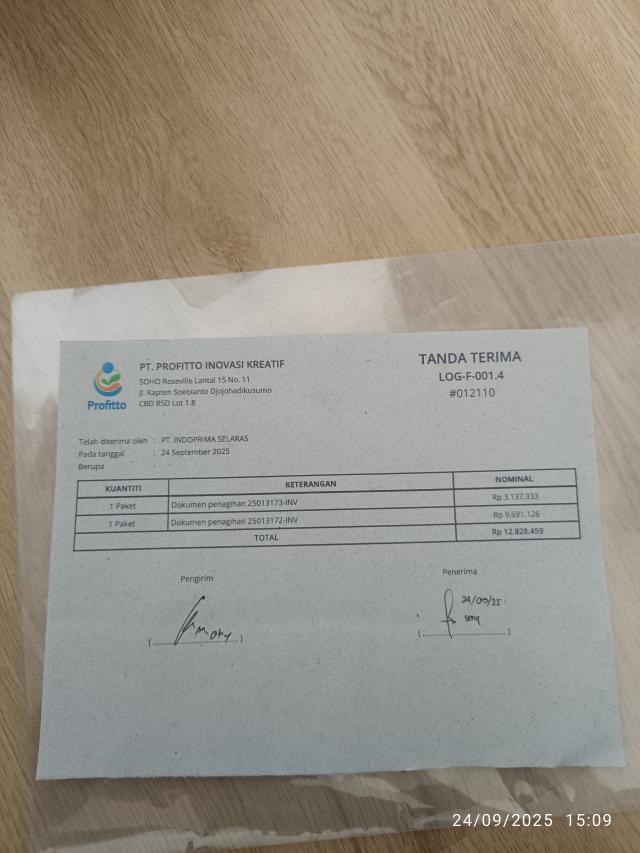 Profitto
PT. PROFITTO INOVASI KREATIF
SOHO Roseville Lantai 15 No. 11
Jl. Kapten Soebianto Djojohadikusumo
CBD BSD Lot 1.8
TANDA TERIMA
LOG-F-001.4
#012110
Telah diterima oleh : PT. INDOPRIMA SELARAS
Pada tanggal : 24 September 2025
Berupa :
KUANTITI KETERANGAN NOMINAL
1 Paket Dokumen penagihan 25013173-INV Rp 3.137.333
1 Paket Dokumen penagihan 25013172-INV Rp 9.691.126
TOTAL Rp 12.828.459
Pengirim Penerima
24/09/25.
(....................) (....................)
24/09/2025 15:09